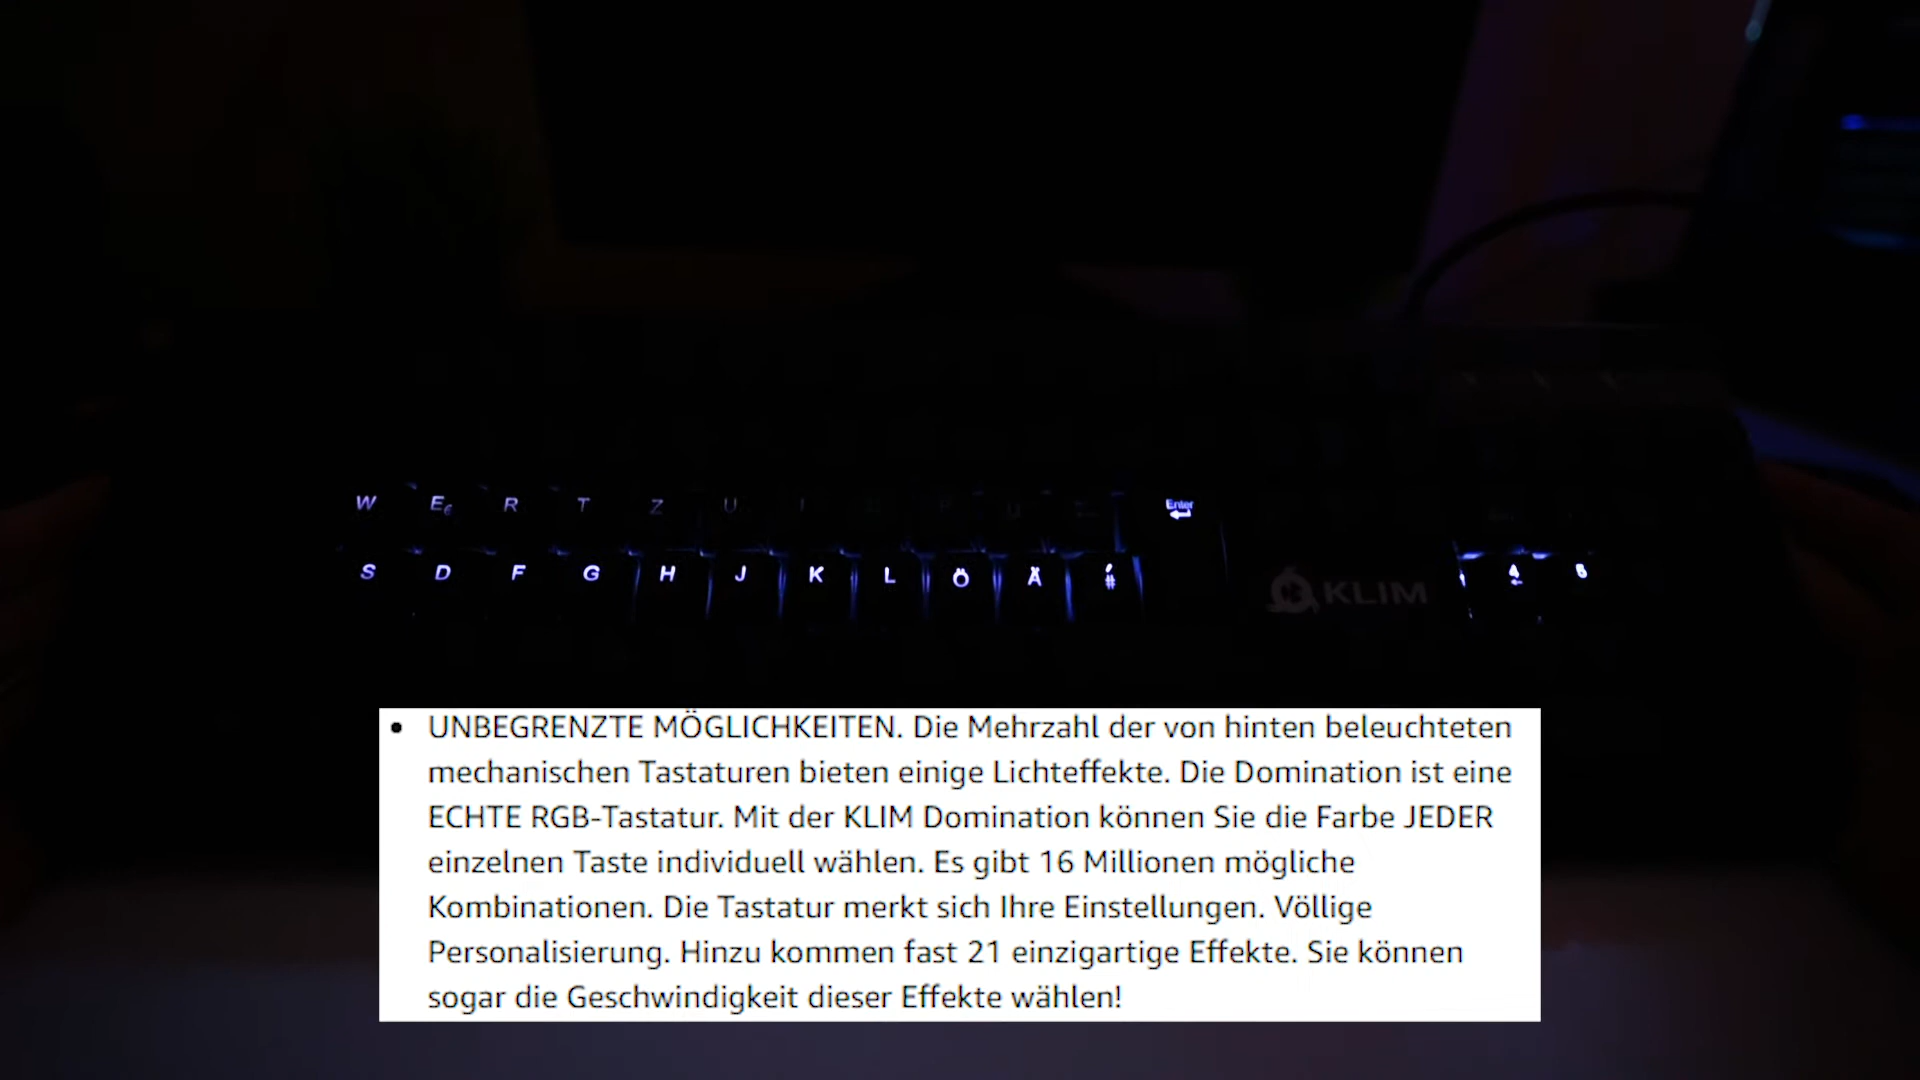 W E€ R T Z U I Enter
S D F G H J K L Ö Ä ' # 4 5
KLIM
• UNBEGRENZTE MÖGLICHKEITEN. Die Mehrzahl der von hinten beleuchteten
mechanischen Tastaturen bieten einige Lichteffekte. Die Domination ist eine
ECHTE RGB-Tastatur. Mit der KLIM Domination können Sie die Farbe JEDER
einzelnen Taste individuell wählen. Es gibt 16 Millionen mögliche
Kombinationen. Die Tastatur merkt sich Ihre Einstellungen. Völlige
Personalisierung. Hinzu kommen fast 21 einzigartige Effekte. Sie können
sogar die Geschwindigkeit dieser Effekte wählen!